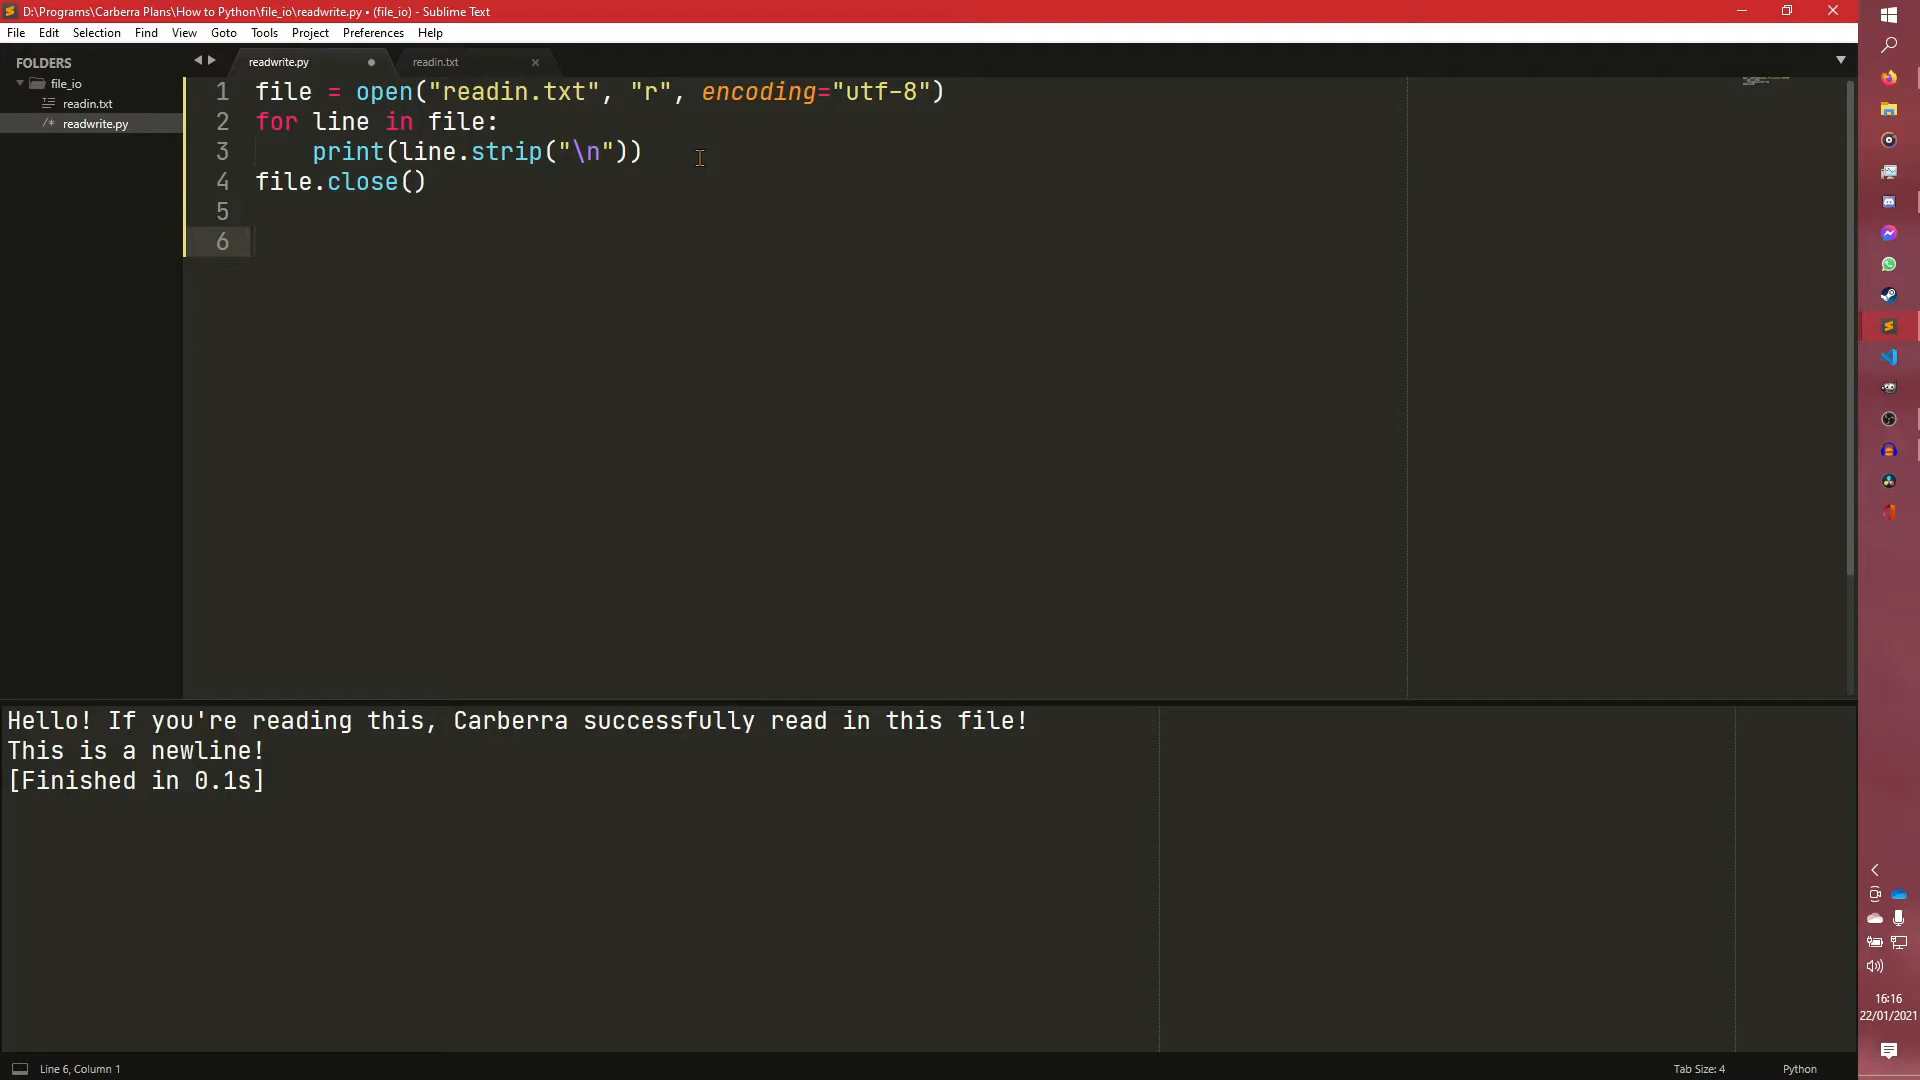 D:\Programs\Carberra Plans\How to Python\file_io\readwrite.py • (file_io) - Sublime Text
File Edit Selection Find View Goto Tools Project Preferences Help
FOLDERS
file_io
readin.txt
/* readwrite.py
readwrite.py
readin.txt
1 file = open("readin.txt", "r", encoding="utf-8")
2 for line in file:
3     print(line.strip("\n"))
4 file.close()
5
6
Hello! If you're reading this, Carberra successfully read in this file!
This is a newline!
[Finished in 0.1s]
Line 6, Column 1
Tab Size: 4
Python
16:16
22/01/2021